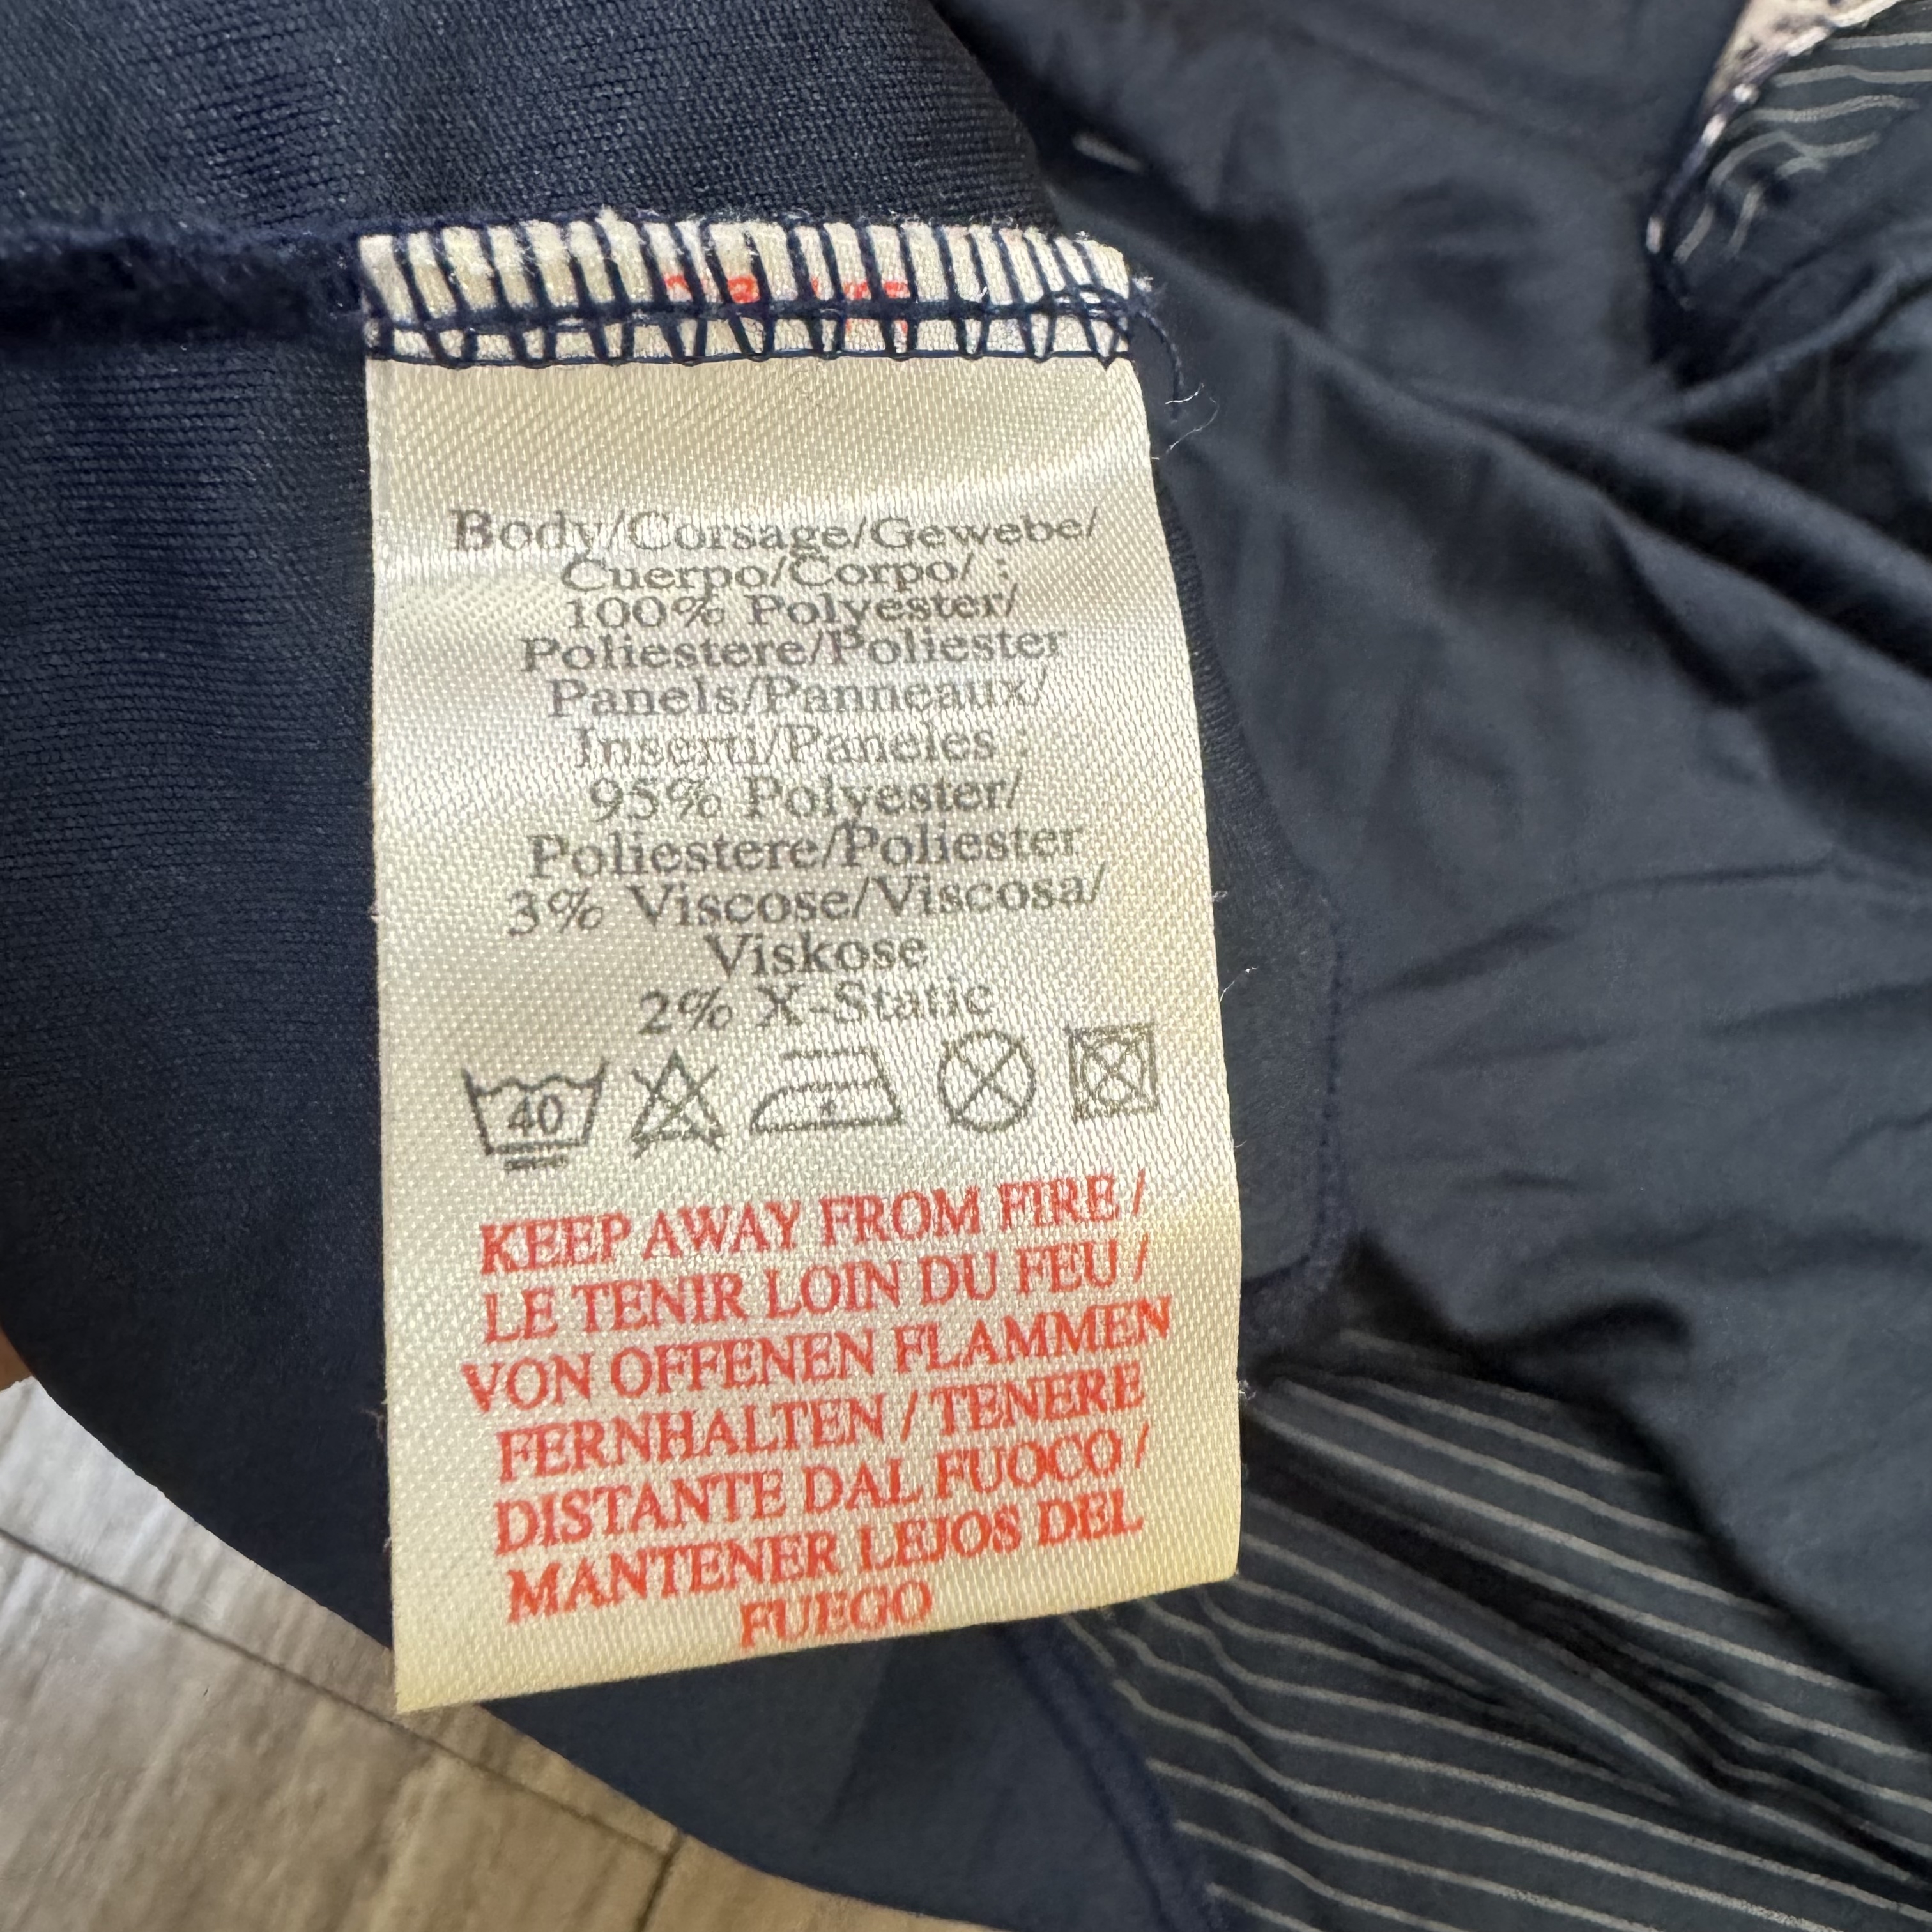 Body/Corsage/Gewebe/
Cuerpo/Corpo/ :
100% Polyester/
Poliestere/Poliester
Panels/Panneaux/
Inserti/Paneles :
95% Polyester/
Poliestere/Poliester
3% Viscose/Viscosa/
Viskose
2% X-Static
40
KEEP AWAY FROM FIRE /
LE TENIR LOIN DU FEU /
VON OFFENEN FLAMMEN
FERNHALTEN / TENERE
DISTANTE DAL FUOCO /
MANTENER LEJOS DEL
FUEGO